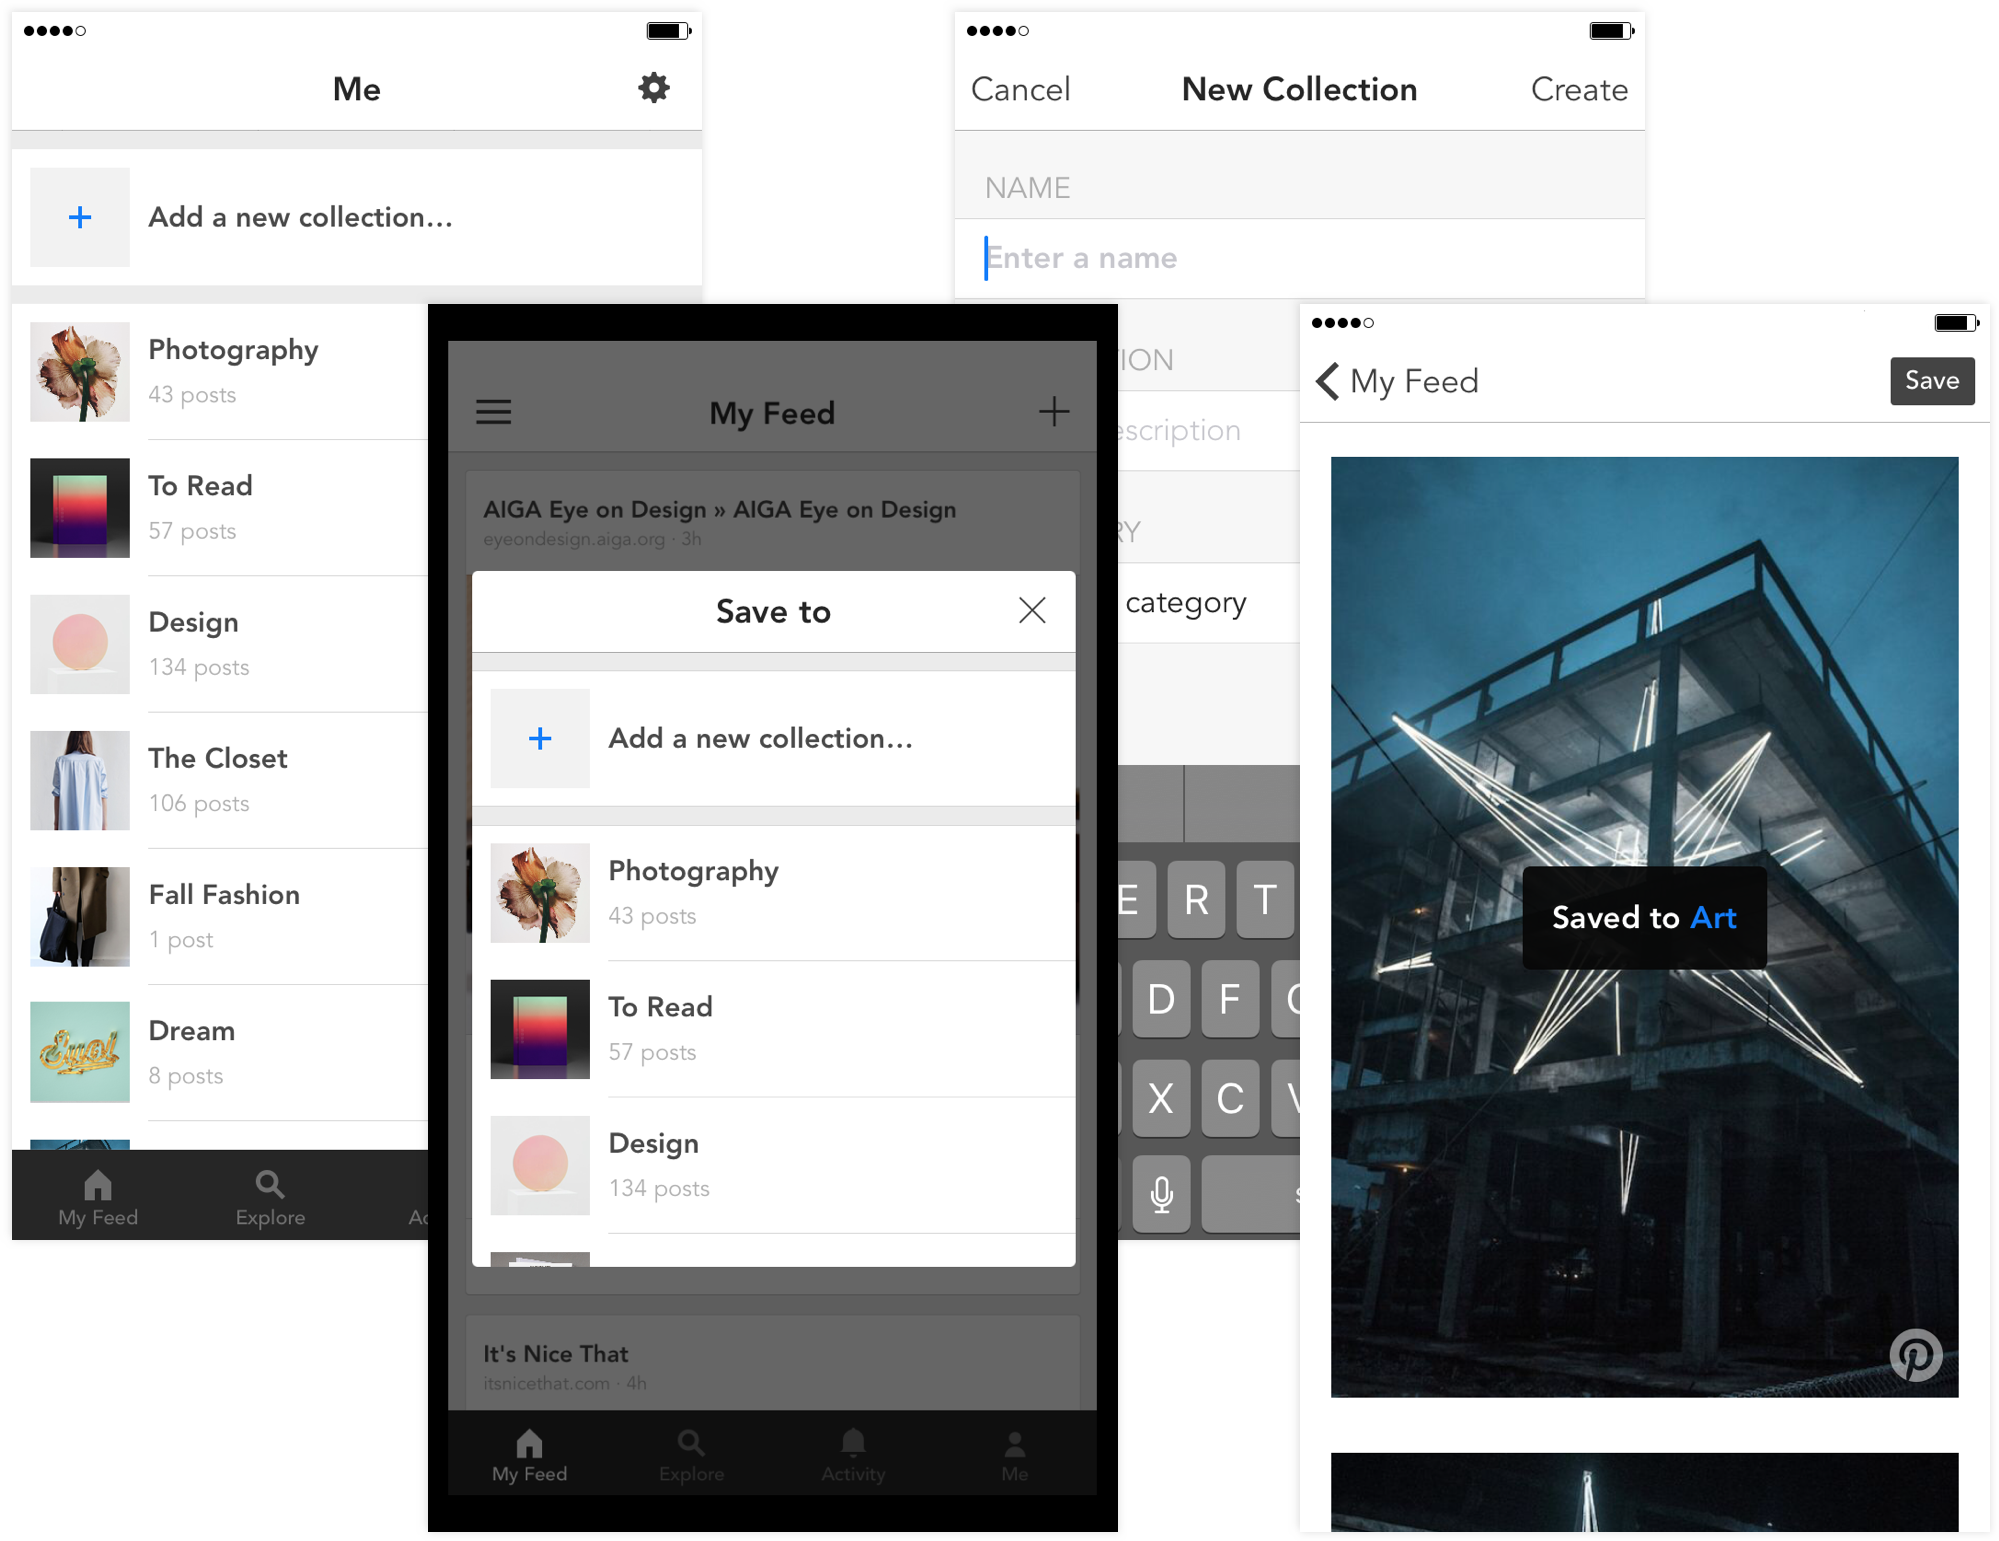 Me
Add a new collection...
Photography
43 posts
To Read
57 posts
Design
134 posts
The Closet
106 posts
Fall Fashion
1 post
Dream
8 posts
My Feed
Explore
Ac
My Feed
AIGA Eye on Design » AIGA Eye on Design
eyeondesign.aiga.org · 3h
Save to
Add a new collection...
Photography
43 posts
To Read
57 posts
Design
134 posts
It's Nice That
itsnicethat.com · 4h
My Feed
Explore
Activity
Me
Cancel
New Collection
Create
NAME
Enter a name
ION
escription
RY
category
E R T
D F
X C V
My Feed
Save
Saved to Art